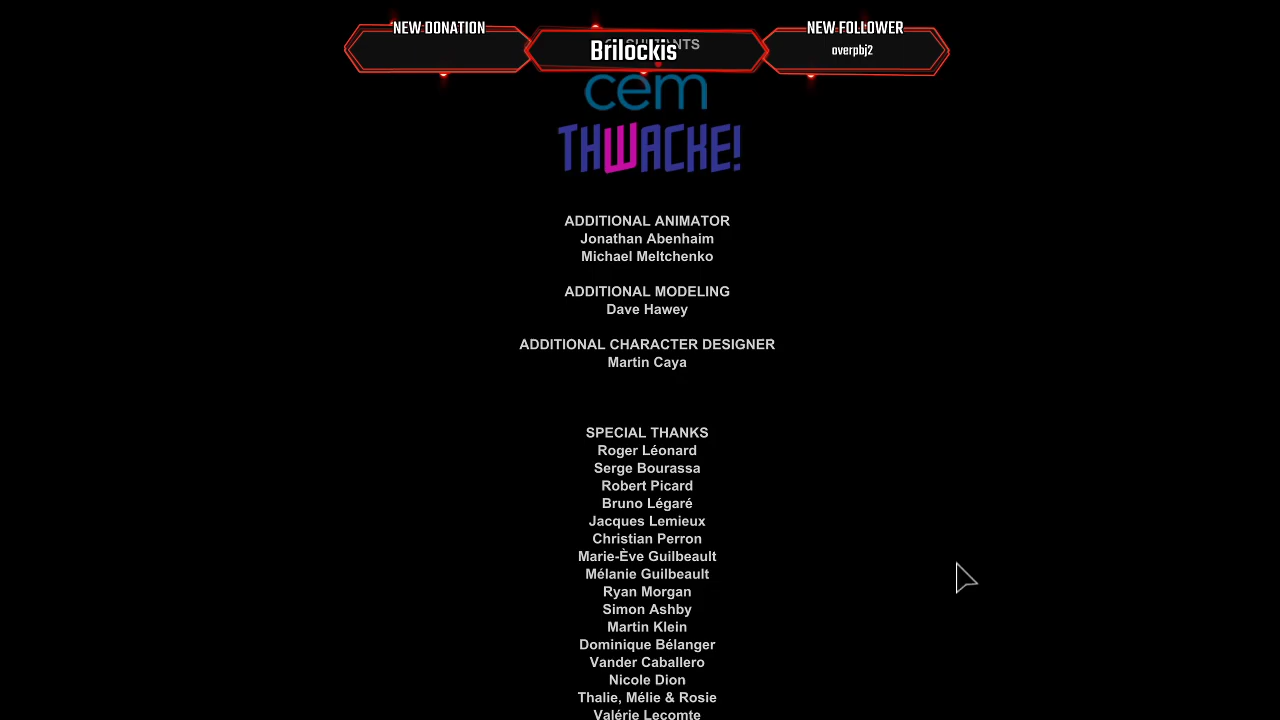 NEW DONATION
NEW FOLLOWER
Brilockis
overpbj2
cem
THWACKE!
ADDITIONAL ANIMATOR
Jonathan Abenhaim
Michael Meltchenko
ADDITIONAL MODELING
Dave Hawey
ADDITIONAL CHARACTER DESIGNER
Martin Caya
SPECIAL THANKS
Roger Léonard
Serge Bourassa
Robert Picard
Bruno Légaré
Jacques Lemieux
Christian Perron
Marie-Ève Guilbeault
Mélanie Guilbeault
Ryan Morgan
Simon Ashby
Martin Klein
Dominique Bélanger
Vander Caballero
Nicole Dion
Thalie, Mélie & Rosie
Valérie Lecomte